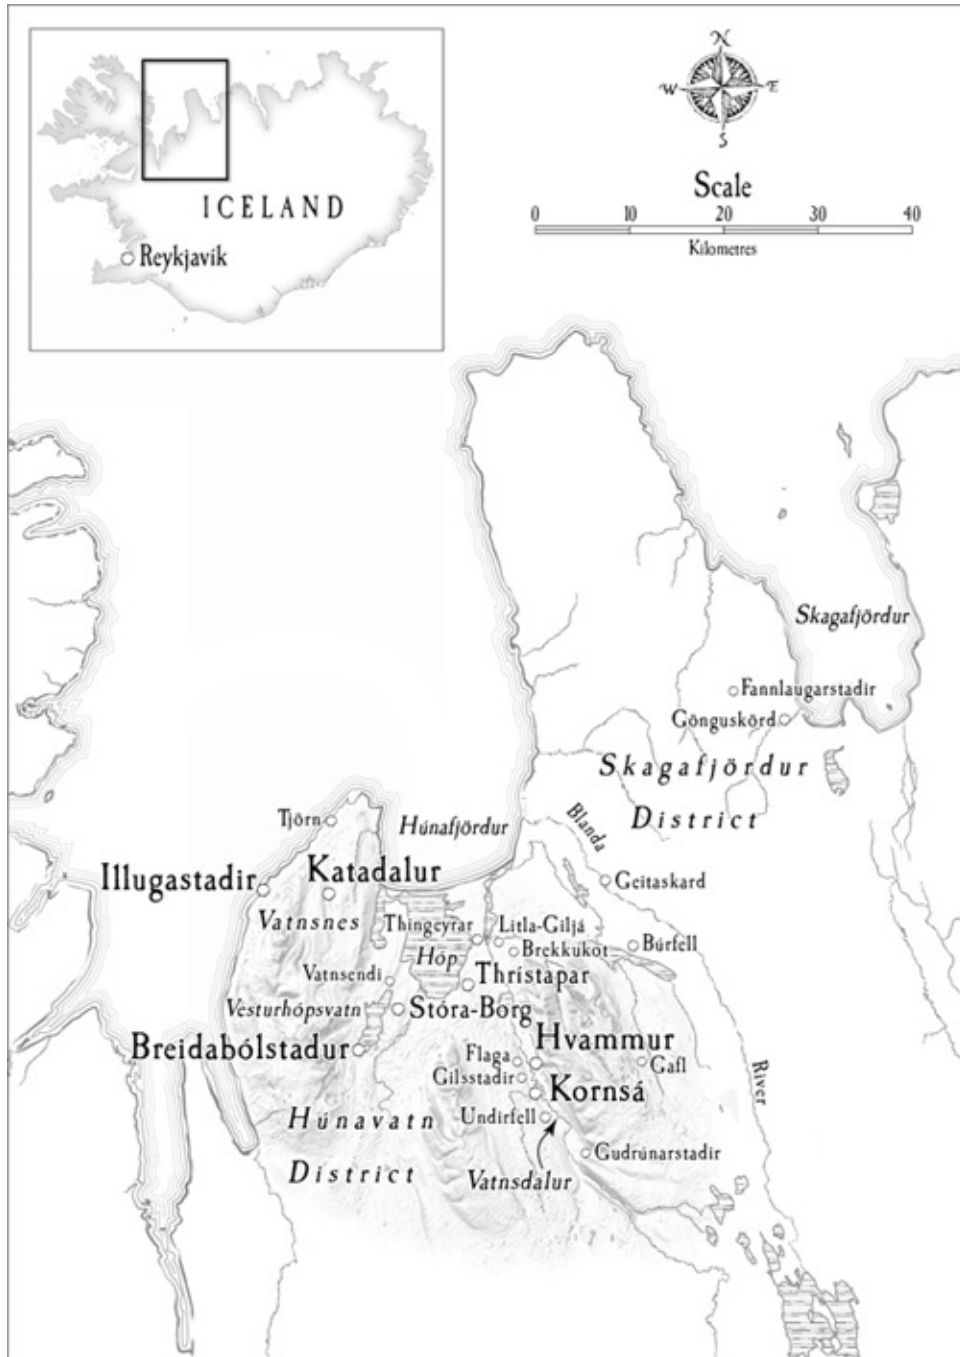 N
W
E
S
Scale
0 10 20 30 40
Kilometres
ICELAND
Reykjavik
Skagafjördur
Fannlaugarstadir
Gönguskörd
Skagafjördur
District
Blanda
River
Tjörn
Húnafjördur
Illugastadir
Katadalur
Geitaskard
Vatnsnes
Thingeyrar
Litla-Giljá
Hóp
Brekkukot
Búrfell
Vatnsendi
Thrístapar
Vesturhópsvatn
Stóra-Borg
Breidabólstadur
Hvammur
Flaga
Gafl
Gilsstadir
Kornsá
Húnavatn
District
Undirfell
Gudrúnarstadir
Vatnsdalur